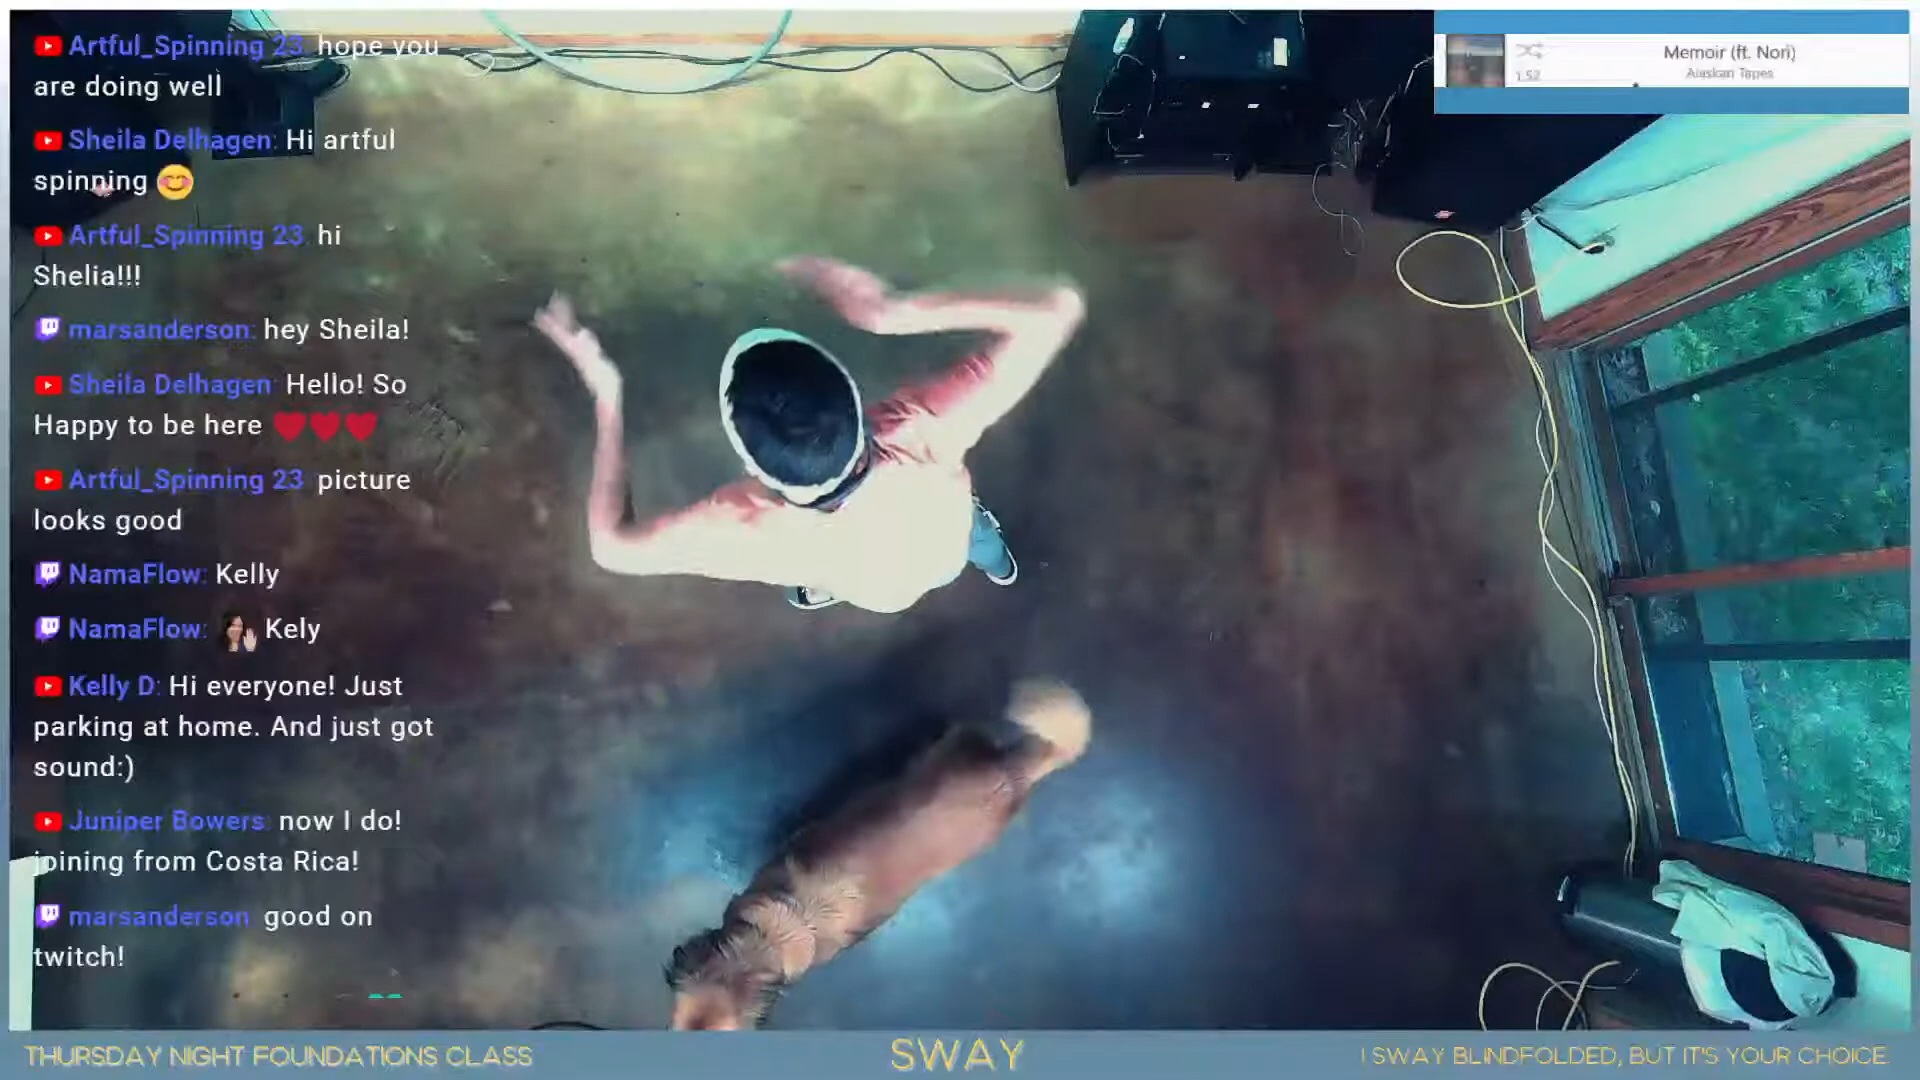 Artful_Spinning 23: hope you
are doing well
Sheila Delhagen: Hi artful
spinning 😊
Artful_Spinning 23: hi
Shelia!!!
marsanderson: hey Sheila!
Sheila Delhagen: Hello! So
Happy to be here ❤️❤️❤️
Artful_Spinning 23: picture
looks good
NamaFlow: Kelly
NamaFlow: Kely
Kelly D: Hi everyone! Just
parking at home. And just got
sound:)
Juniper Bowers: now I do!
joining from Costa Rica!
marsanderson: good on
twitch!
Memoir (ft. Nori)
Alaskan Tapes
1:52
THURSDAY NIGHT FOUNDATIONS CLASS
SWAY
I SWAY BLINDFOLDED, BUT IT'S YOUR CHOICE.